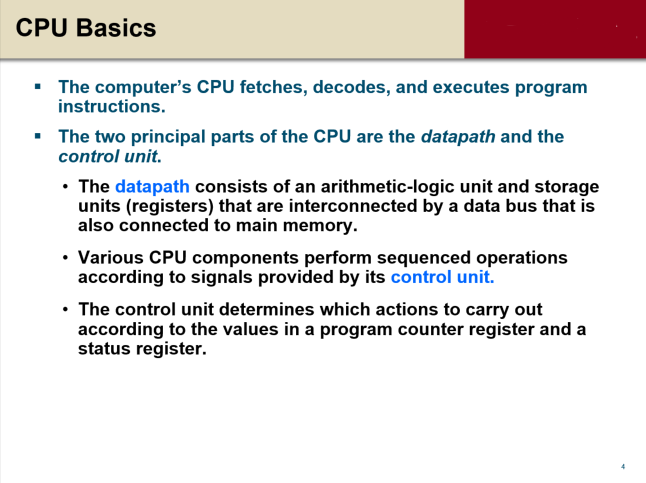 CPU Basics
▪ The computer’s CPU fetches, decodes, and executes program
instructions.
▪ The two principal parts of the CPU are the datapath and the
control unit.
• The datapath consists of an arithmetic-logic unit and storage
units (registers) that are interconnected by a data bus that is
also connected to main memory.
• Various CPU components perform sequenced operations
according to signals provided by its control unit.
• The control unit determines which actions to carry out
according to the values in a program counter register and a
status register.
4